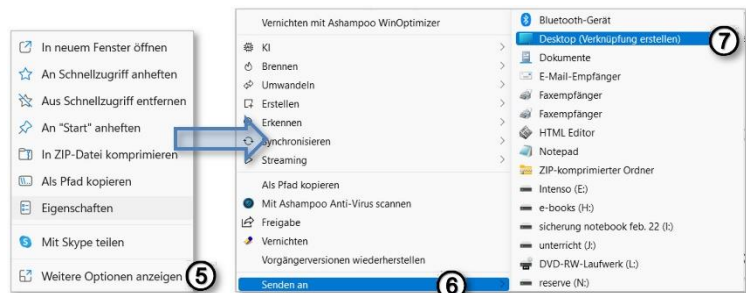 In neuem Fenster öffnen
An Schnellzugriff anheften
Aus Schnellzugriff entfernen
An "Start" anheften
In ZIP-Datei komprimieren
Als Pfad kopieren
Eigenschaften
Mit Skype teilen
Weitere Optionen anzeigen
5
Vernichten mit Ashampoo WinOptimizer
KI
Brennen
Umwandeln
Erstellen
Erkennen
Synchronisieren
Streaming
Als Pfad kopieren
Mit Ashampoo Anti-Virus scannen
Freigabe
Vernichten
Vorgängerversionen wiederherstellen
Senden an
6
Bluetooth-Gerät
Desktop (Verknüpfung erstellen)
7
Dokumente
E-Mail-Empfänger
Faxempfänger
Faxempfänger
HTML Editor
Notepad
ZIP-komprimierter Ordner
Intenso (E:)
e-books (H:)
sicherung notebook feb. 22 (I:)
unterricht (J:)
DVD-RW-Laufwerk (L:)
reserve (N:)